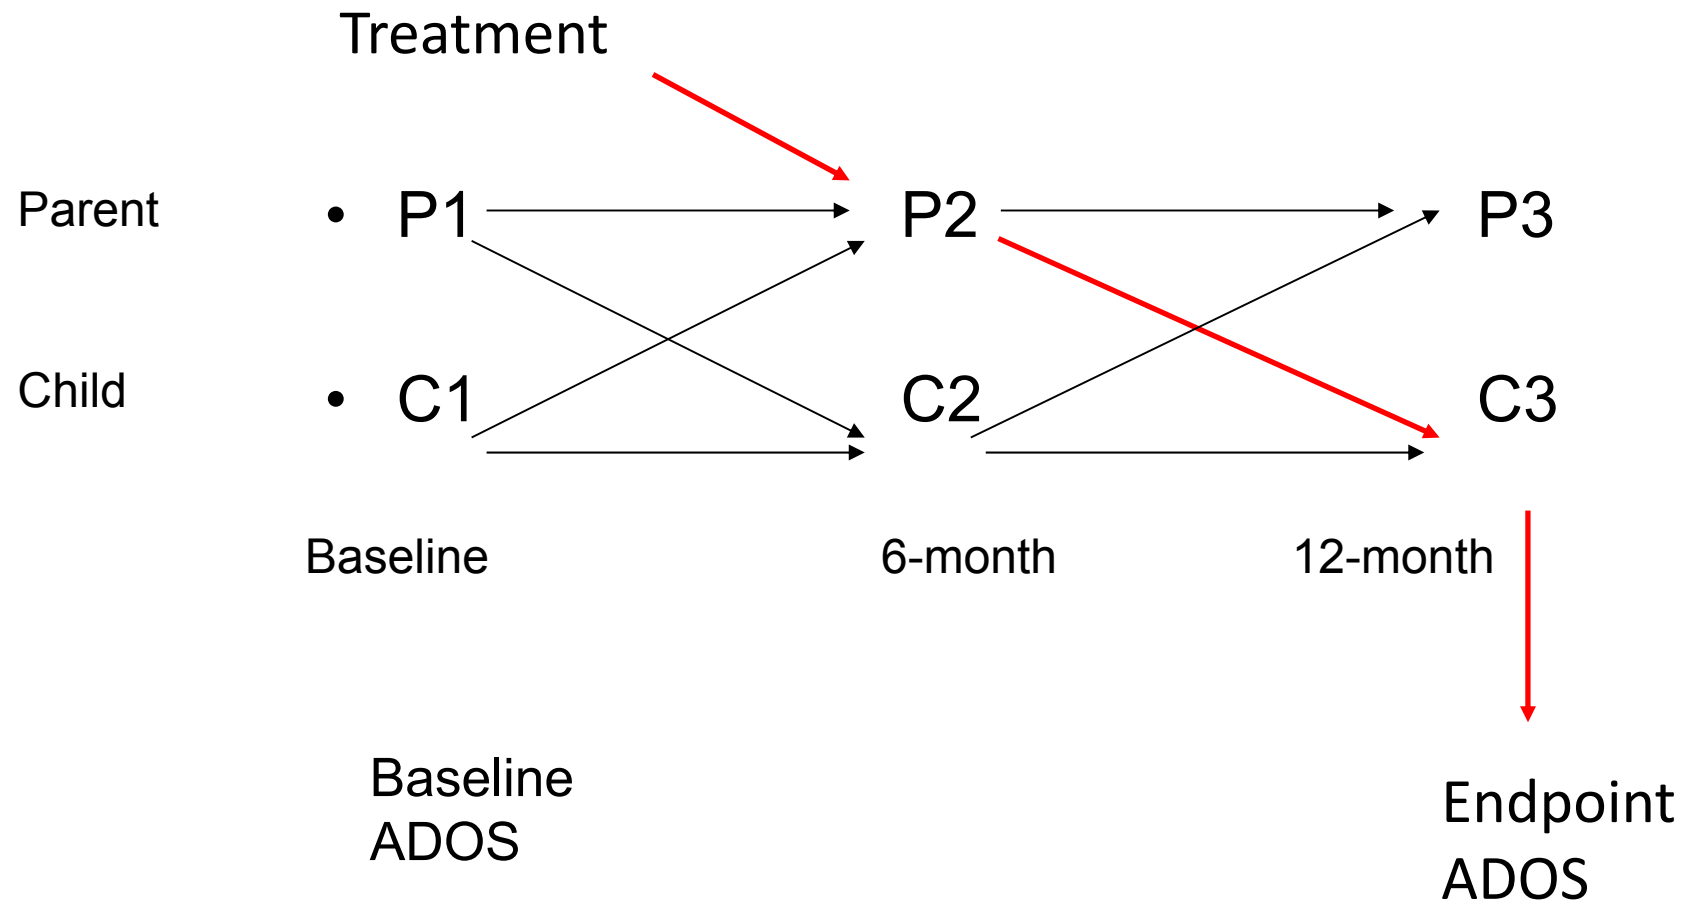 Treatment
Parent • P1 P2 P3
Child • C1 C2 C3
Baseline 6-month 12-month
Baseline
ADOS
Endpoint
ADOS